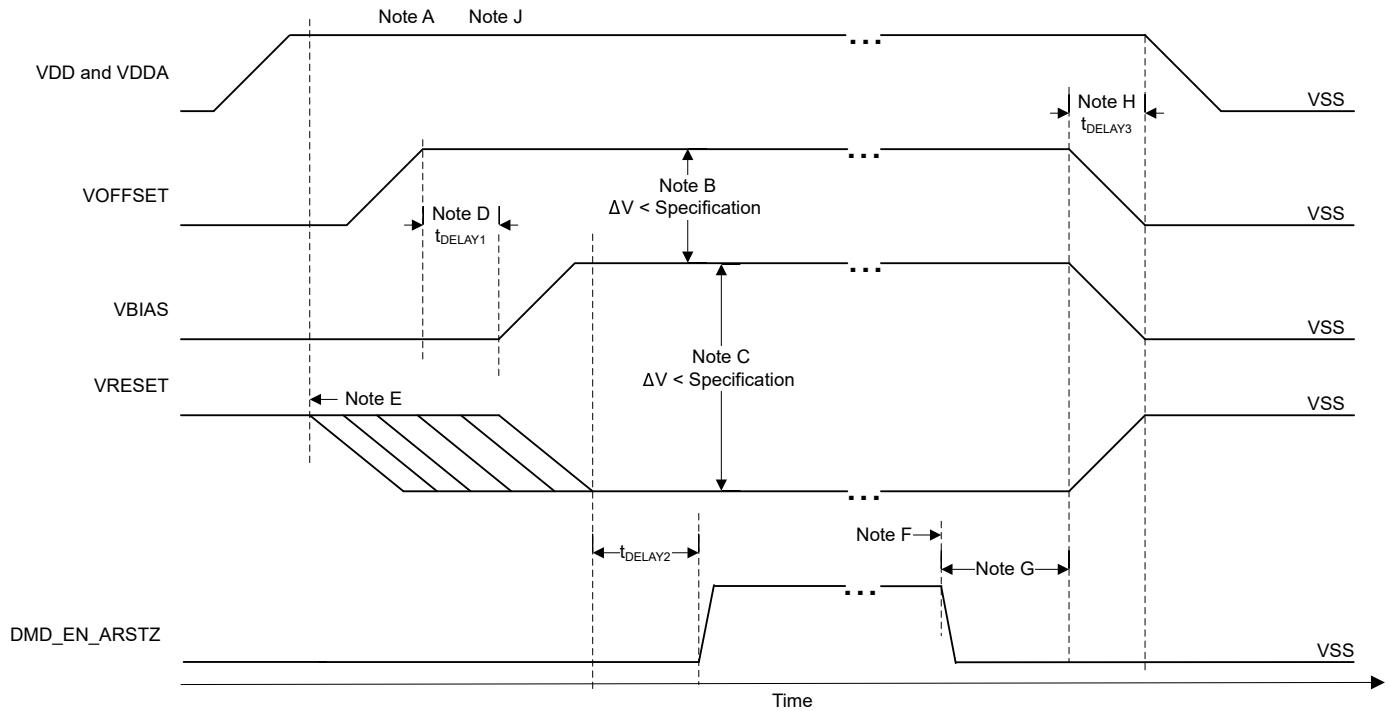 Note A Note J
VDD and VDDA
VSS
Note H
tDELAY3
VOFFSET
Note B
ΔV < Specification
Note D
tDELAY1
VSS
VBIAS
VSS
Note C
ΔV < Specification
VRESET
Note E
VSS
Note F
tDELAY2
Note G
DMD_EN_ARSTZ
VSS
Time